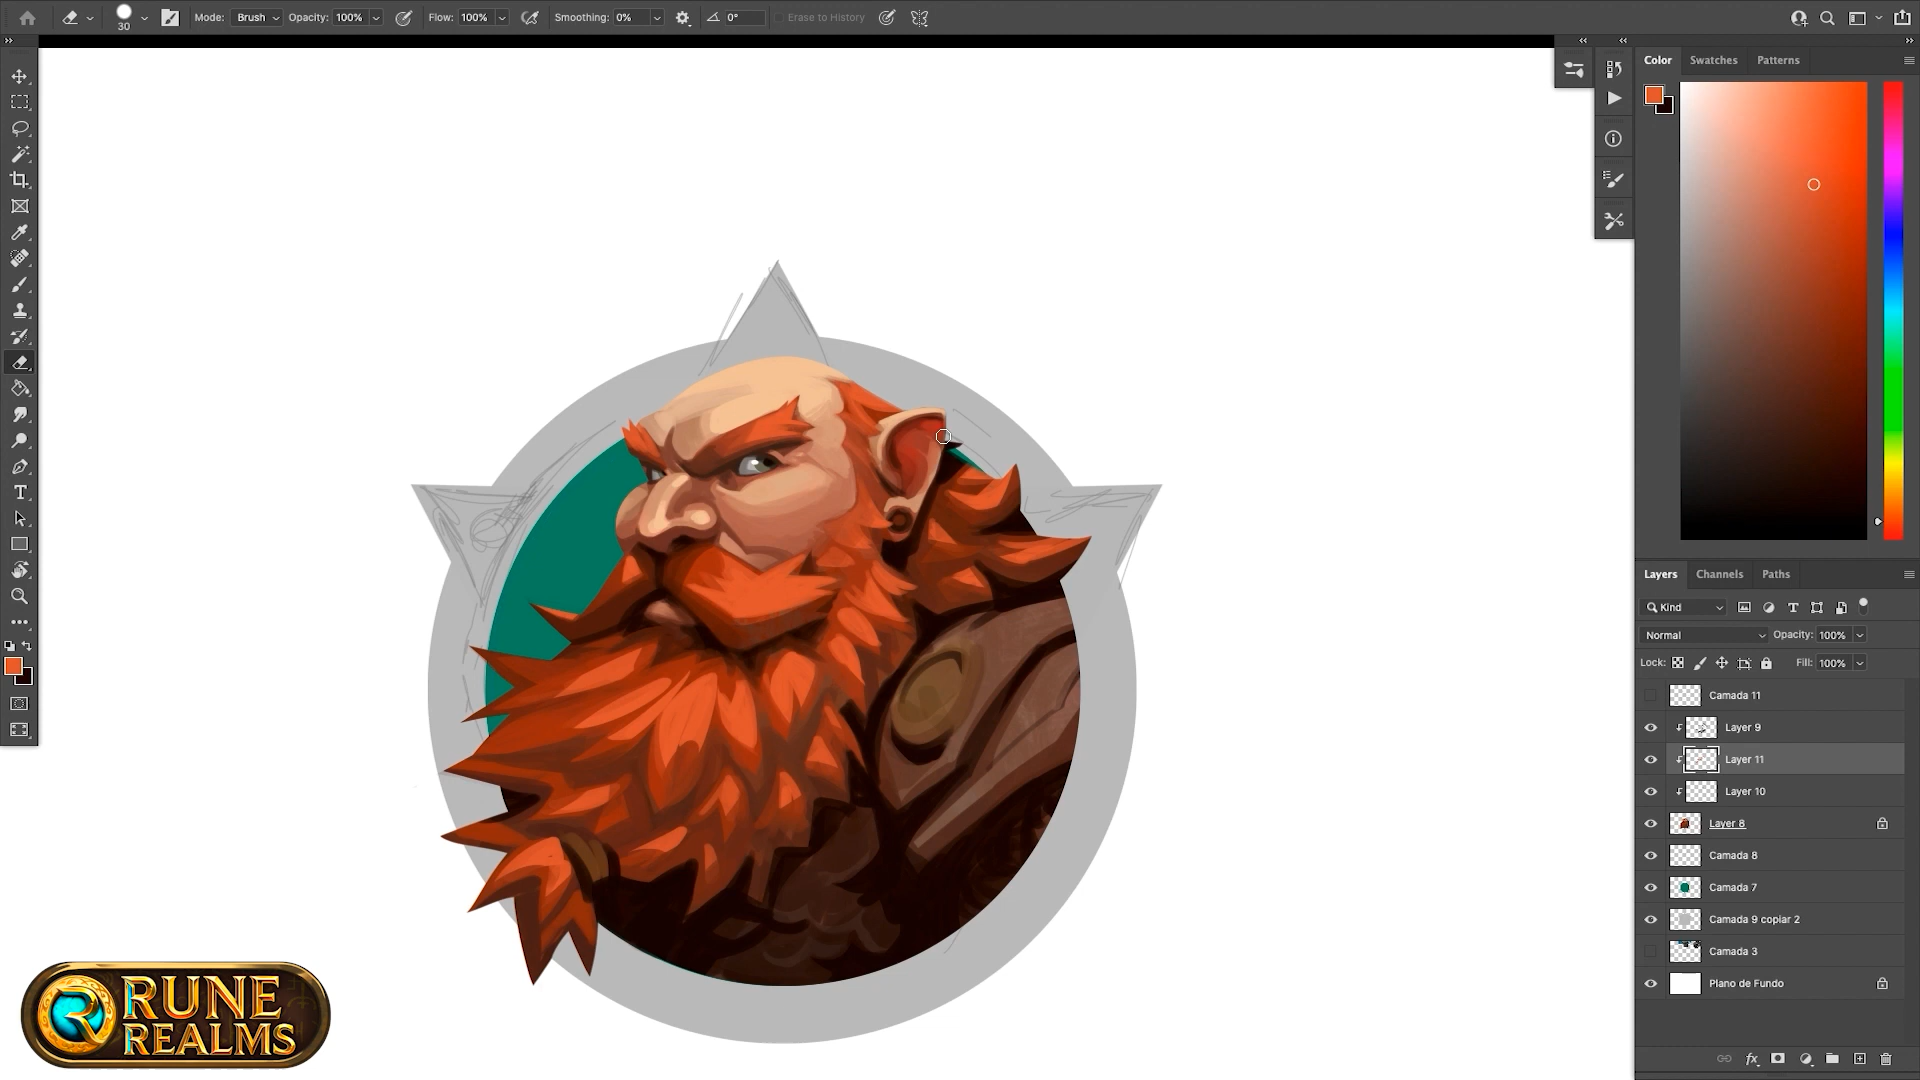 30
Mode: Brush
Opacity: 100%
Flow: 100%
Smoothing: 0%
0°
Erase to History
Color
Swatches
Patterns
Layers
Channels
Paths
Kind
Normal
Opacity: 100%
Lock:
Fill: 100%
Camada 11
Layer 9
Layer 11
Layer 10
Layer 8
Camada 8
Camada 7
Camada 9 copiar 2
Camada 3
Plano de Fundo
RUNE
REALMS